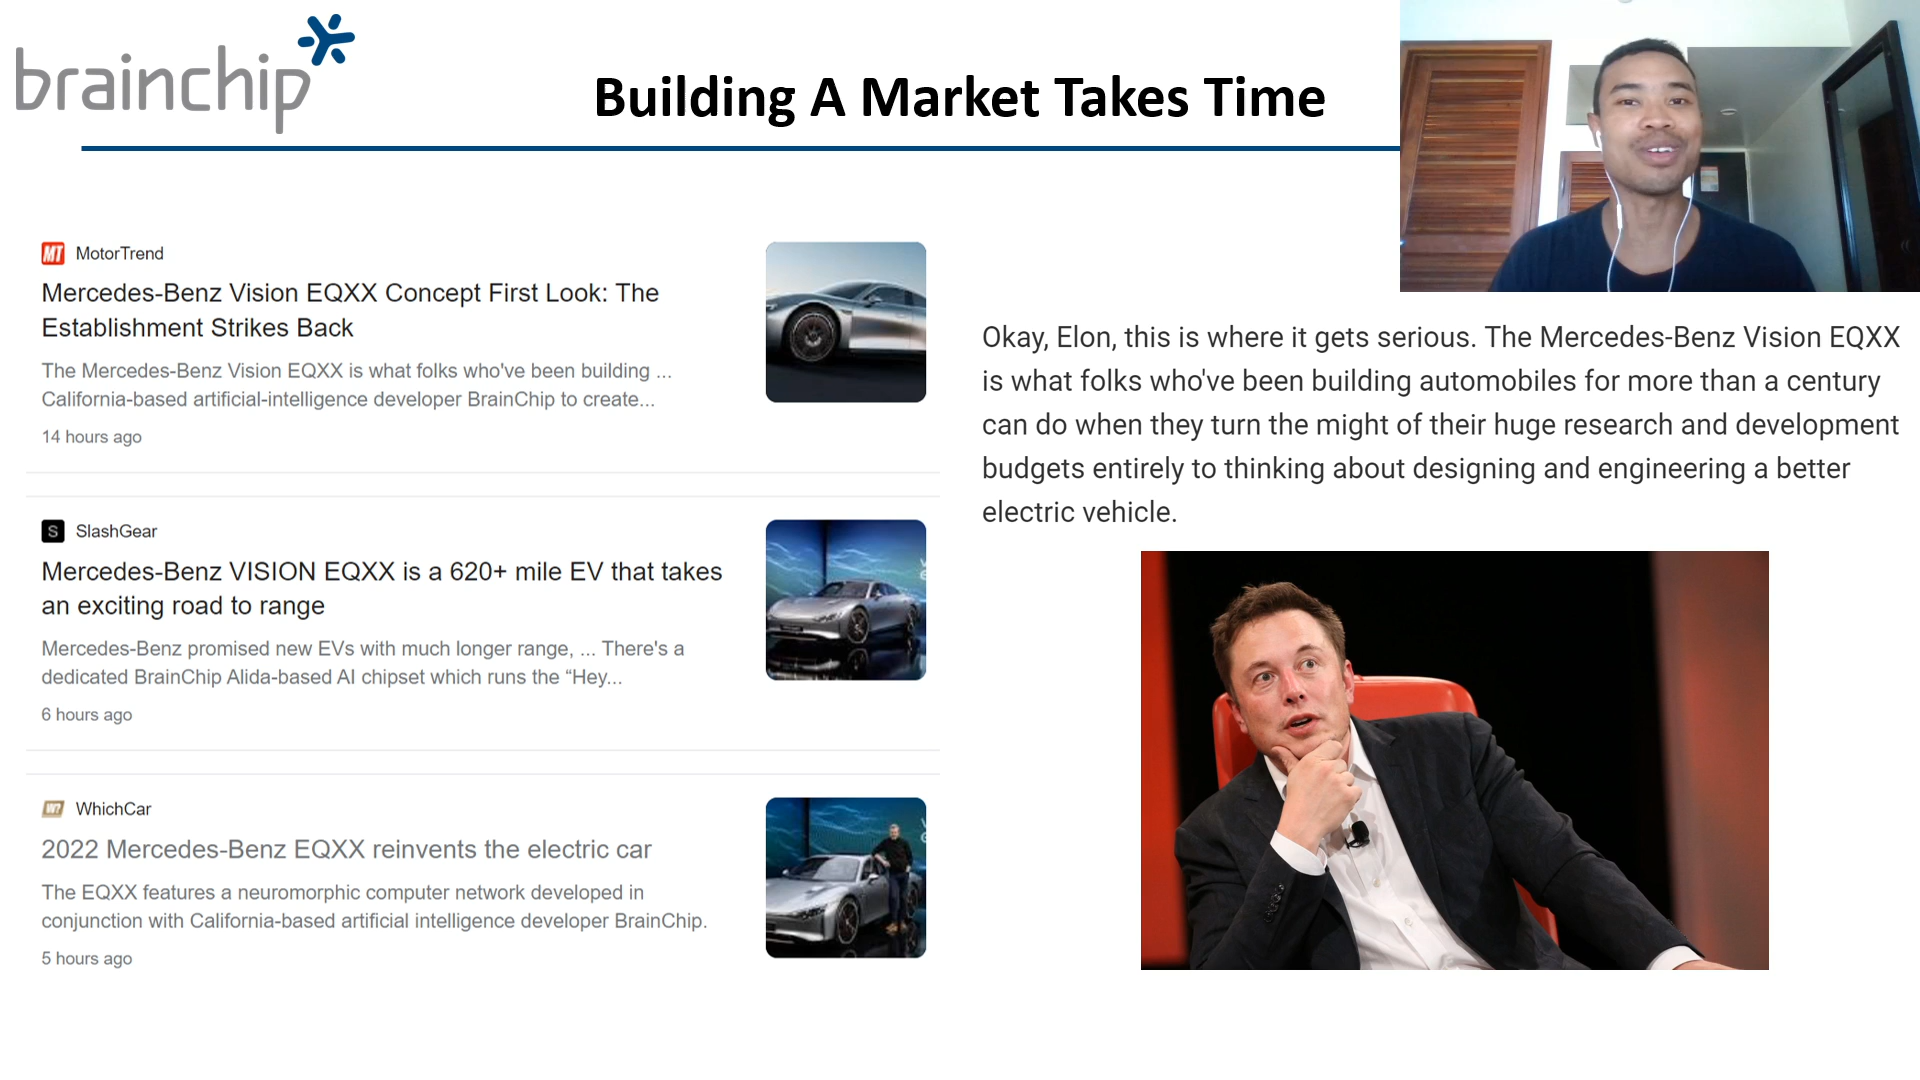 brainchip
Building A Market Takes Time
MT MotorTrend
Mercedes-Benz Vision EQXX Concept First Look: The
Establishment Strikes Back
The Mercedes-Benz Vision EQXX is what folks who've been building ...
California-based artificial-intelligence developer BrainChip to create...
14 hours ago
S SlashGear
Mercedes-Benz VISION EQXX is a 620+ mile EV that takes
an exciting road to range
Mercedes-Benz promised new EVs with much longer range, ... There's a
dedicated BrainChip Alida-based AI chipset which runs the “Hey...
6 hours ago
W? WhichCar
2022 Mercedes-Benz EQXX reinvents the electric car
The EQXX features a neuromorphic computer network developed in
conjunction with California-based artificial intelligence developer BrainChip.
5 hours ago
Okay, Elon, this is where it gets serious. The Mercedes-Benz Vision EQXX
is what folks who've been building automobiles for more than a century
can do when they turn the might of their huge research and development
budgets entirely to thinking about designing and engineering a better
electric vehicle.